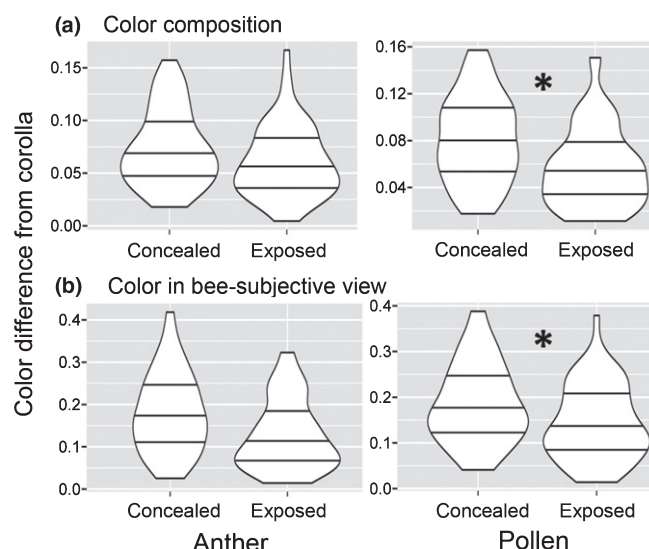 (a) Color composition
Color difference from corolla
0.15
0.10
0.05
0.00
Concealed Exposed
0.16
*
0.12
0.08
0.04
Concealed Exposed
(b) Color in bee-subjective view
0.4
0.3
0.2
0.1
0.0
Concealed Exposed
Anther
0.4
*
0.3
0.2
0.1
0.0
Concealed Exposed
Pollen